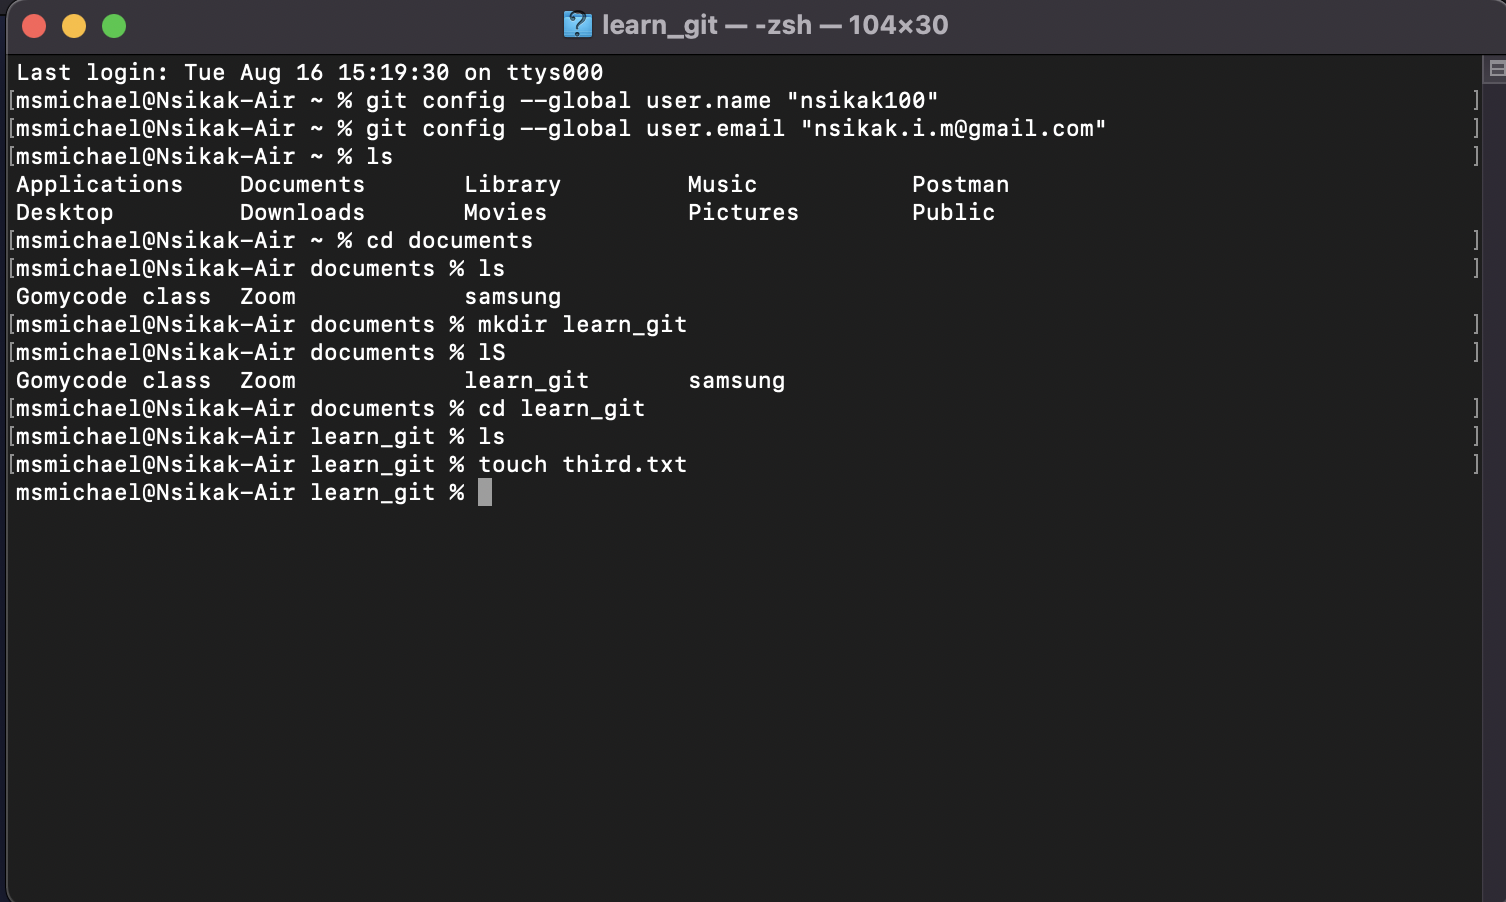 learn_git — -zsh — 104×30
Last login: Tue Aug 16 15:19:30 on ttys000
[msmichael@Nsikak-Air ~ % git config --global user.name "nsikak100" ]
[msmichael@Nsikak-Air ~ % git config --global user.email "nsikak.i.m@gmail.com" ]
[msmichael@Nsikak-Air ~ % ls ]
Applications    Documents       Library         Music           Postman
Desktop         Downloads       Movies          Pictures        Public
[msmichael@Nsikak-Air ~ % cd documents ]
[msmichael@Nsikak-Air documents % ls ]
Gomycode class  Zoom            samsung
[msmichael@Nsikak-Air documents % mkdir learn_git ]
[msmichael@Nsikak-Air documents % lS ]
Gomycode class  Zoom            learn_git       samsung
[msmichael@Nsikak-Air documents % cd learn_git ]
[msmichael@Nsikak-Air learn_git % ls ]
[msmichael@Nsikak-Air learn_git % touch third.txt ]
msmichael@Nsikak-Air learn_git %